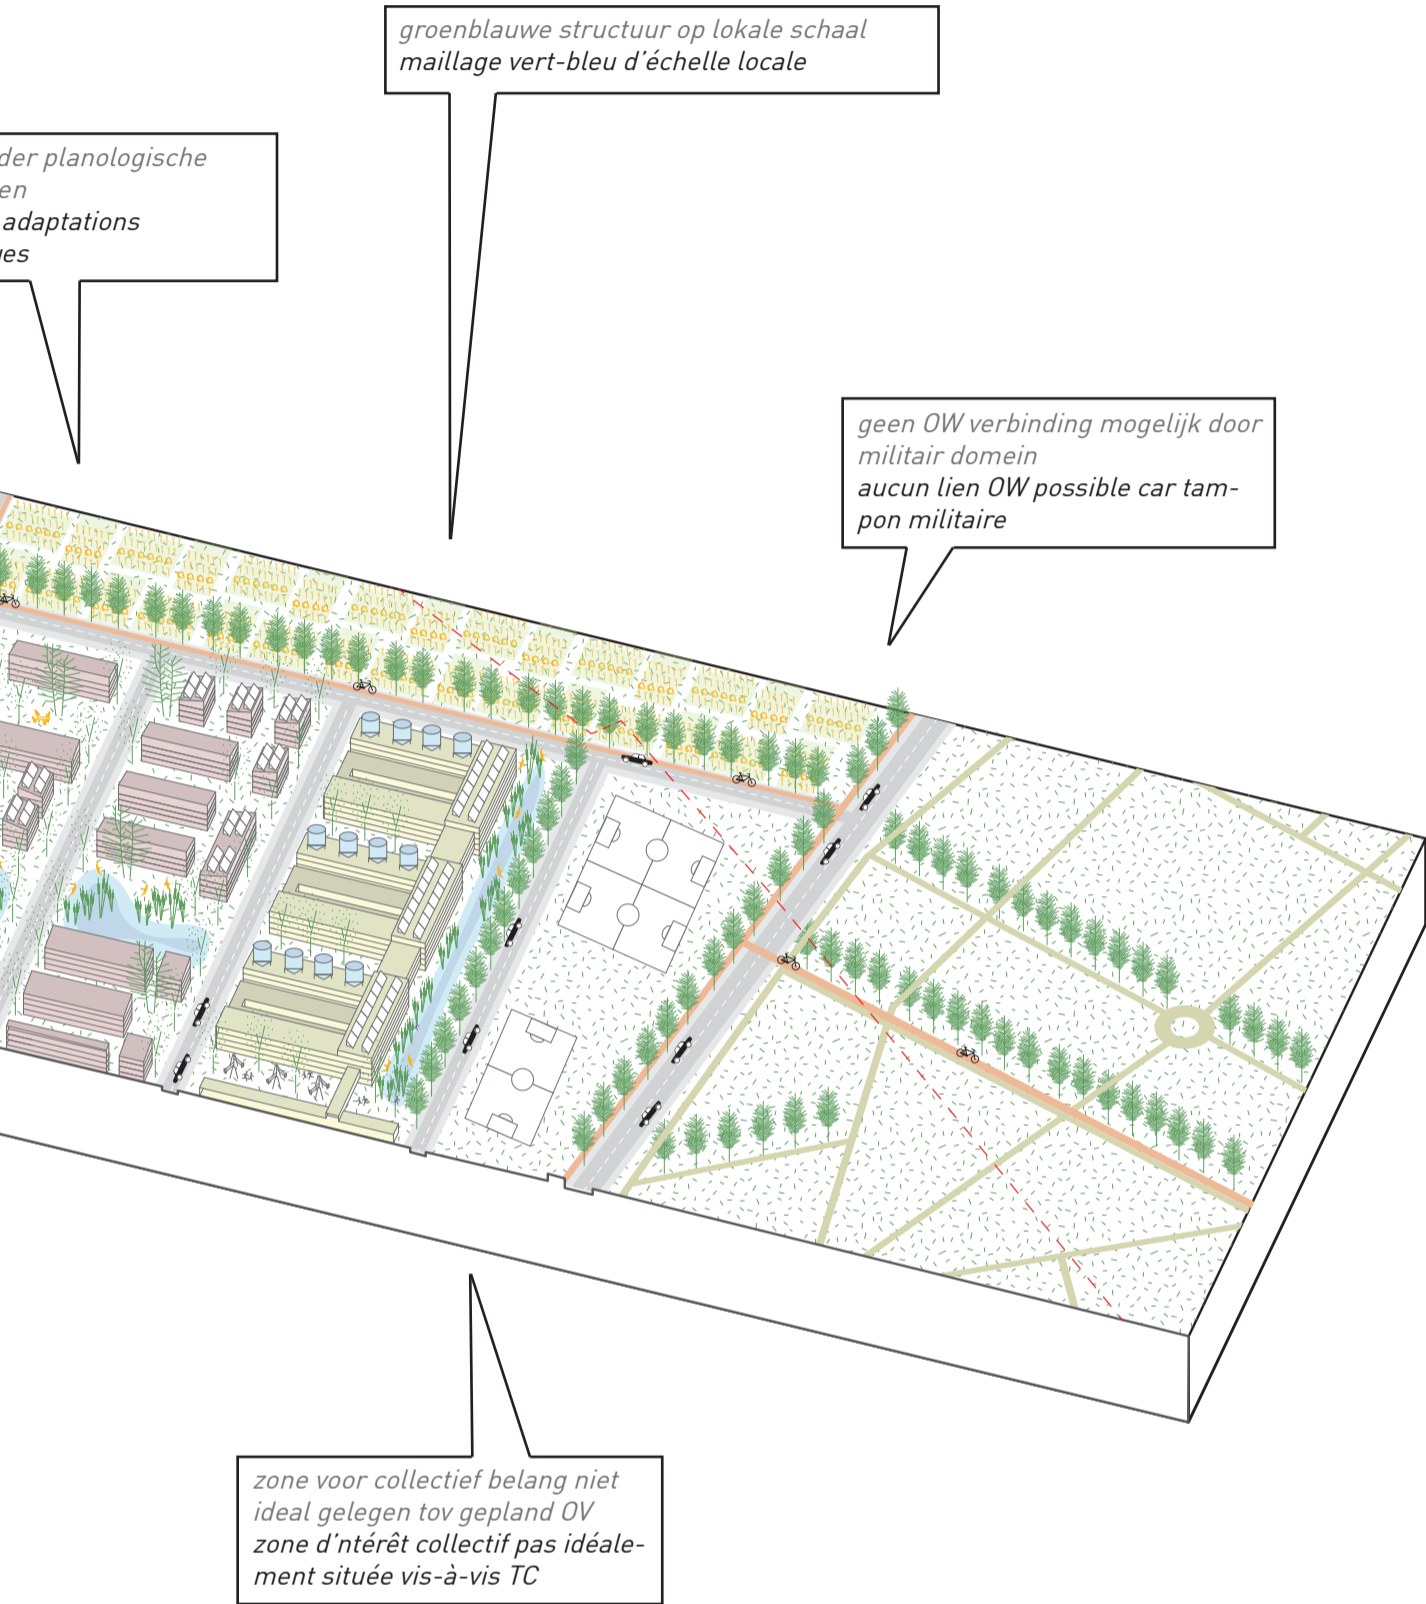 groenblauwe structuur op lokale schaal
maillage vert-bleu d'échelle locale
der planologische
en
adaptations
es
geen OW verbinding mogelijk door
militair domein
aucun lien OW possible car tam-
pon militaire
zone voor collectief belang niet
ideal gelegen tov gepland OV
zone d'ntérêt collectif pas idéale-
ment située vis-à-vis TC